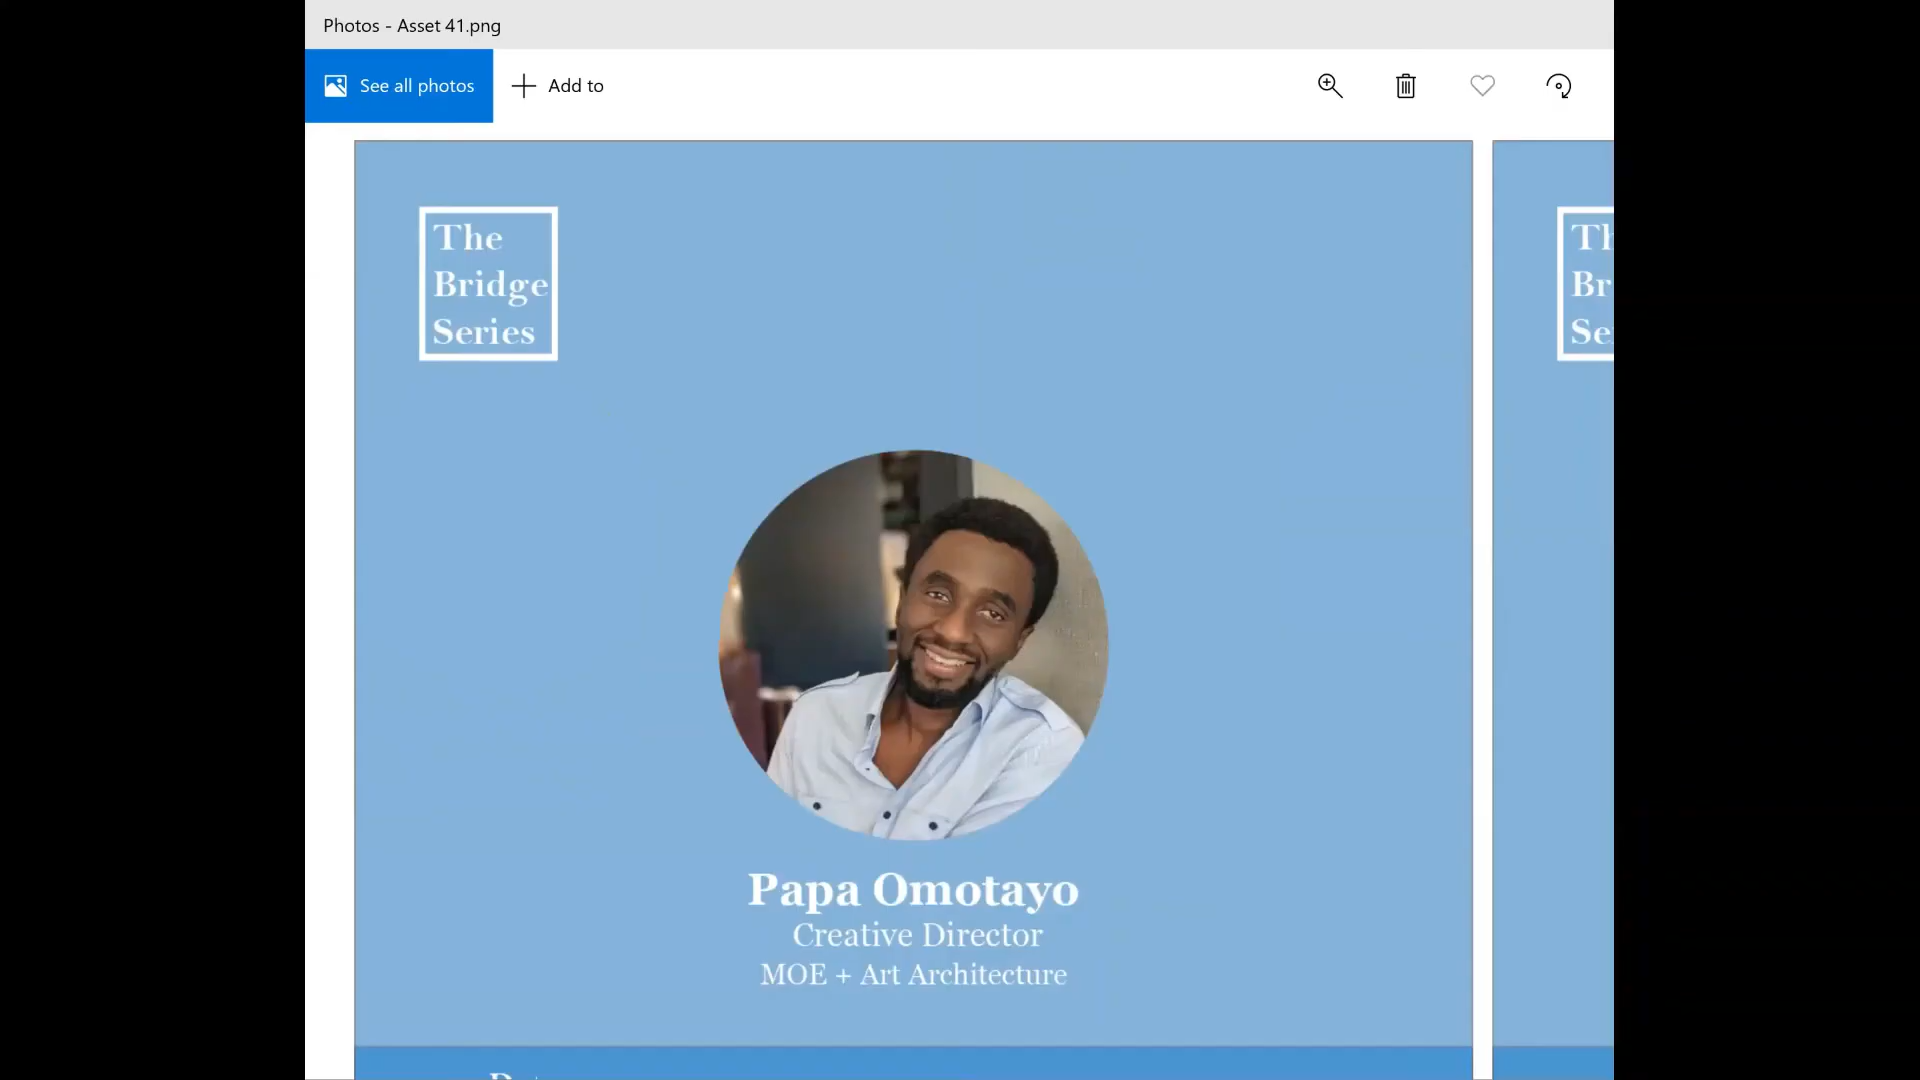 Photos - Asset 41.png
See all photos
Add to
The
Bridge
Series
Papa Omotayo
Creative Director
MOE + Art Architecture